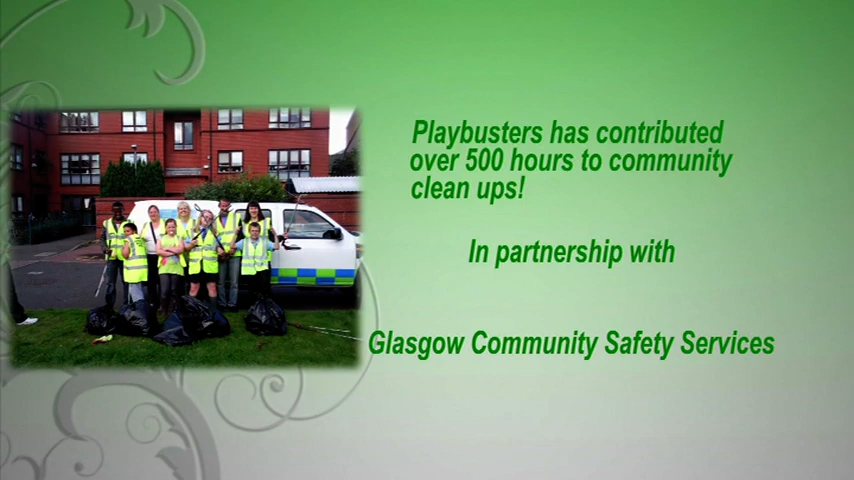 Playbusters has contributed
over 500 hours to community
clean ups!
In partnership with
Glasgow Community Safety Services